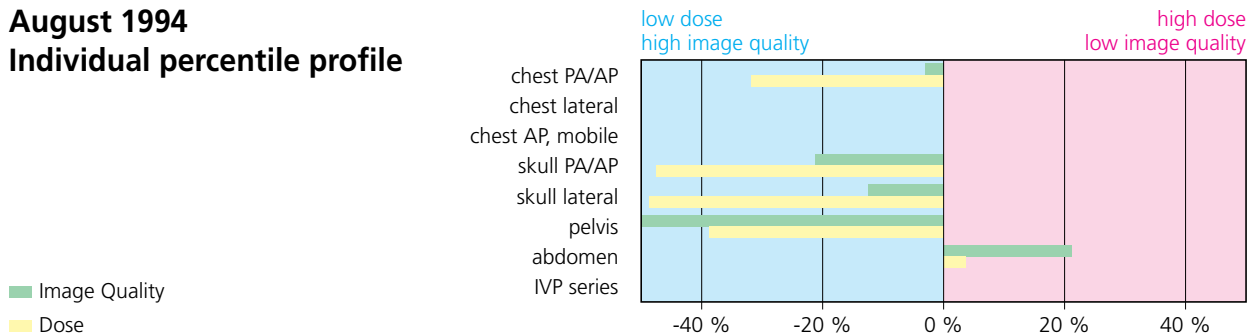 August 1994
Individual percentile profile
low dose
high image quality
high dose
low image quality
chest PA/AP
chest lateral
chest AP, mobile
skull PA/AP
skull lateral
pelvis
abdomen
IVP series
Image Quality
Dose
-40 % -20 % 0 % 20 % 40 %